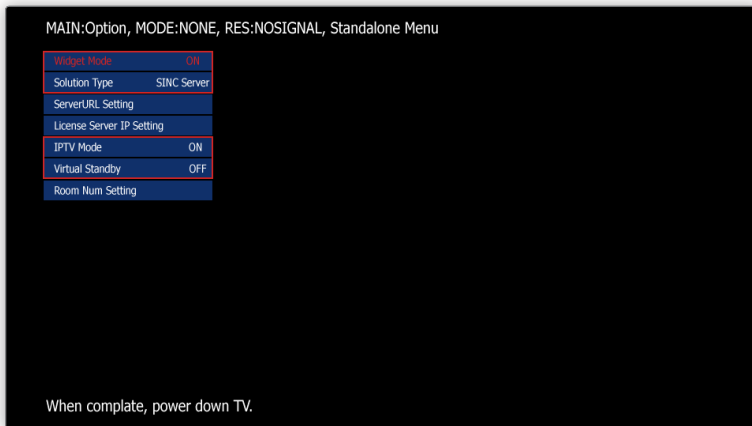 MAIN:Option, MODE:NONE, RES:NOSIGNAL, Standalone Menu
Widget Mode ON
Solution Type SINC Server
ServerURL Setting
License Server IP Setting
IPTV Mode ON
Virtual Standby OFF
Room Num Setting
When complate, power down TV.